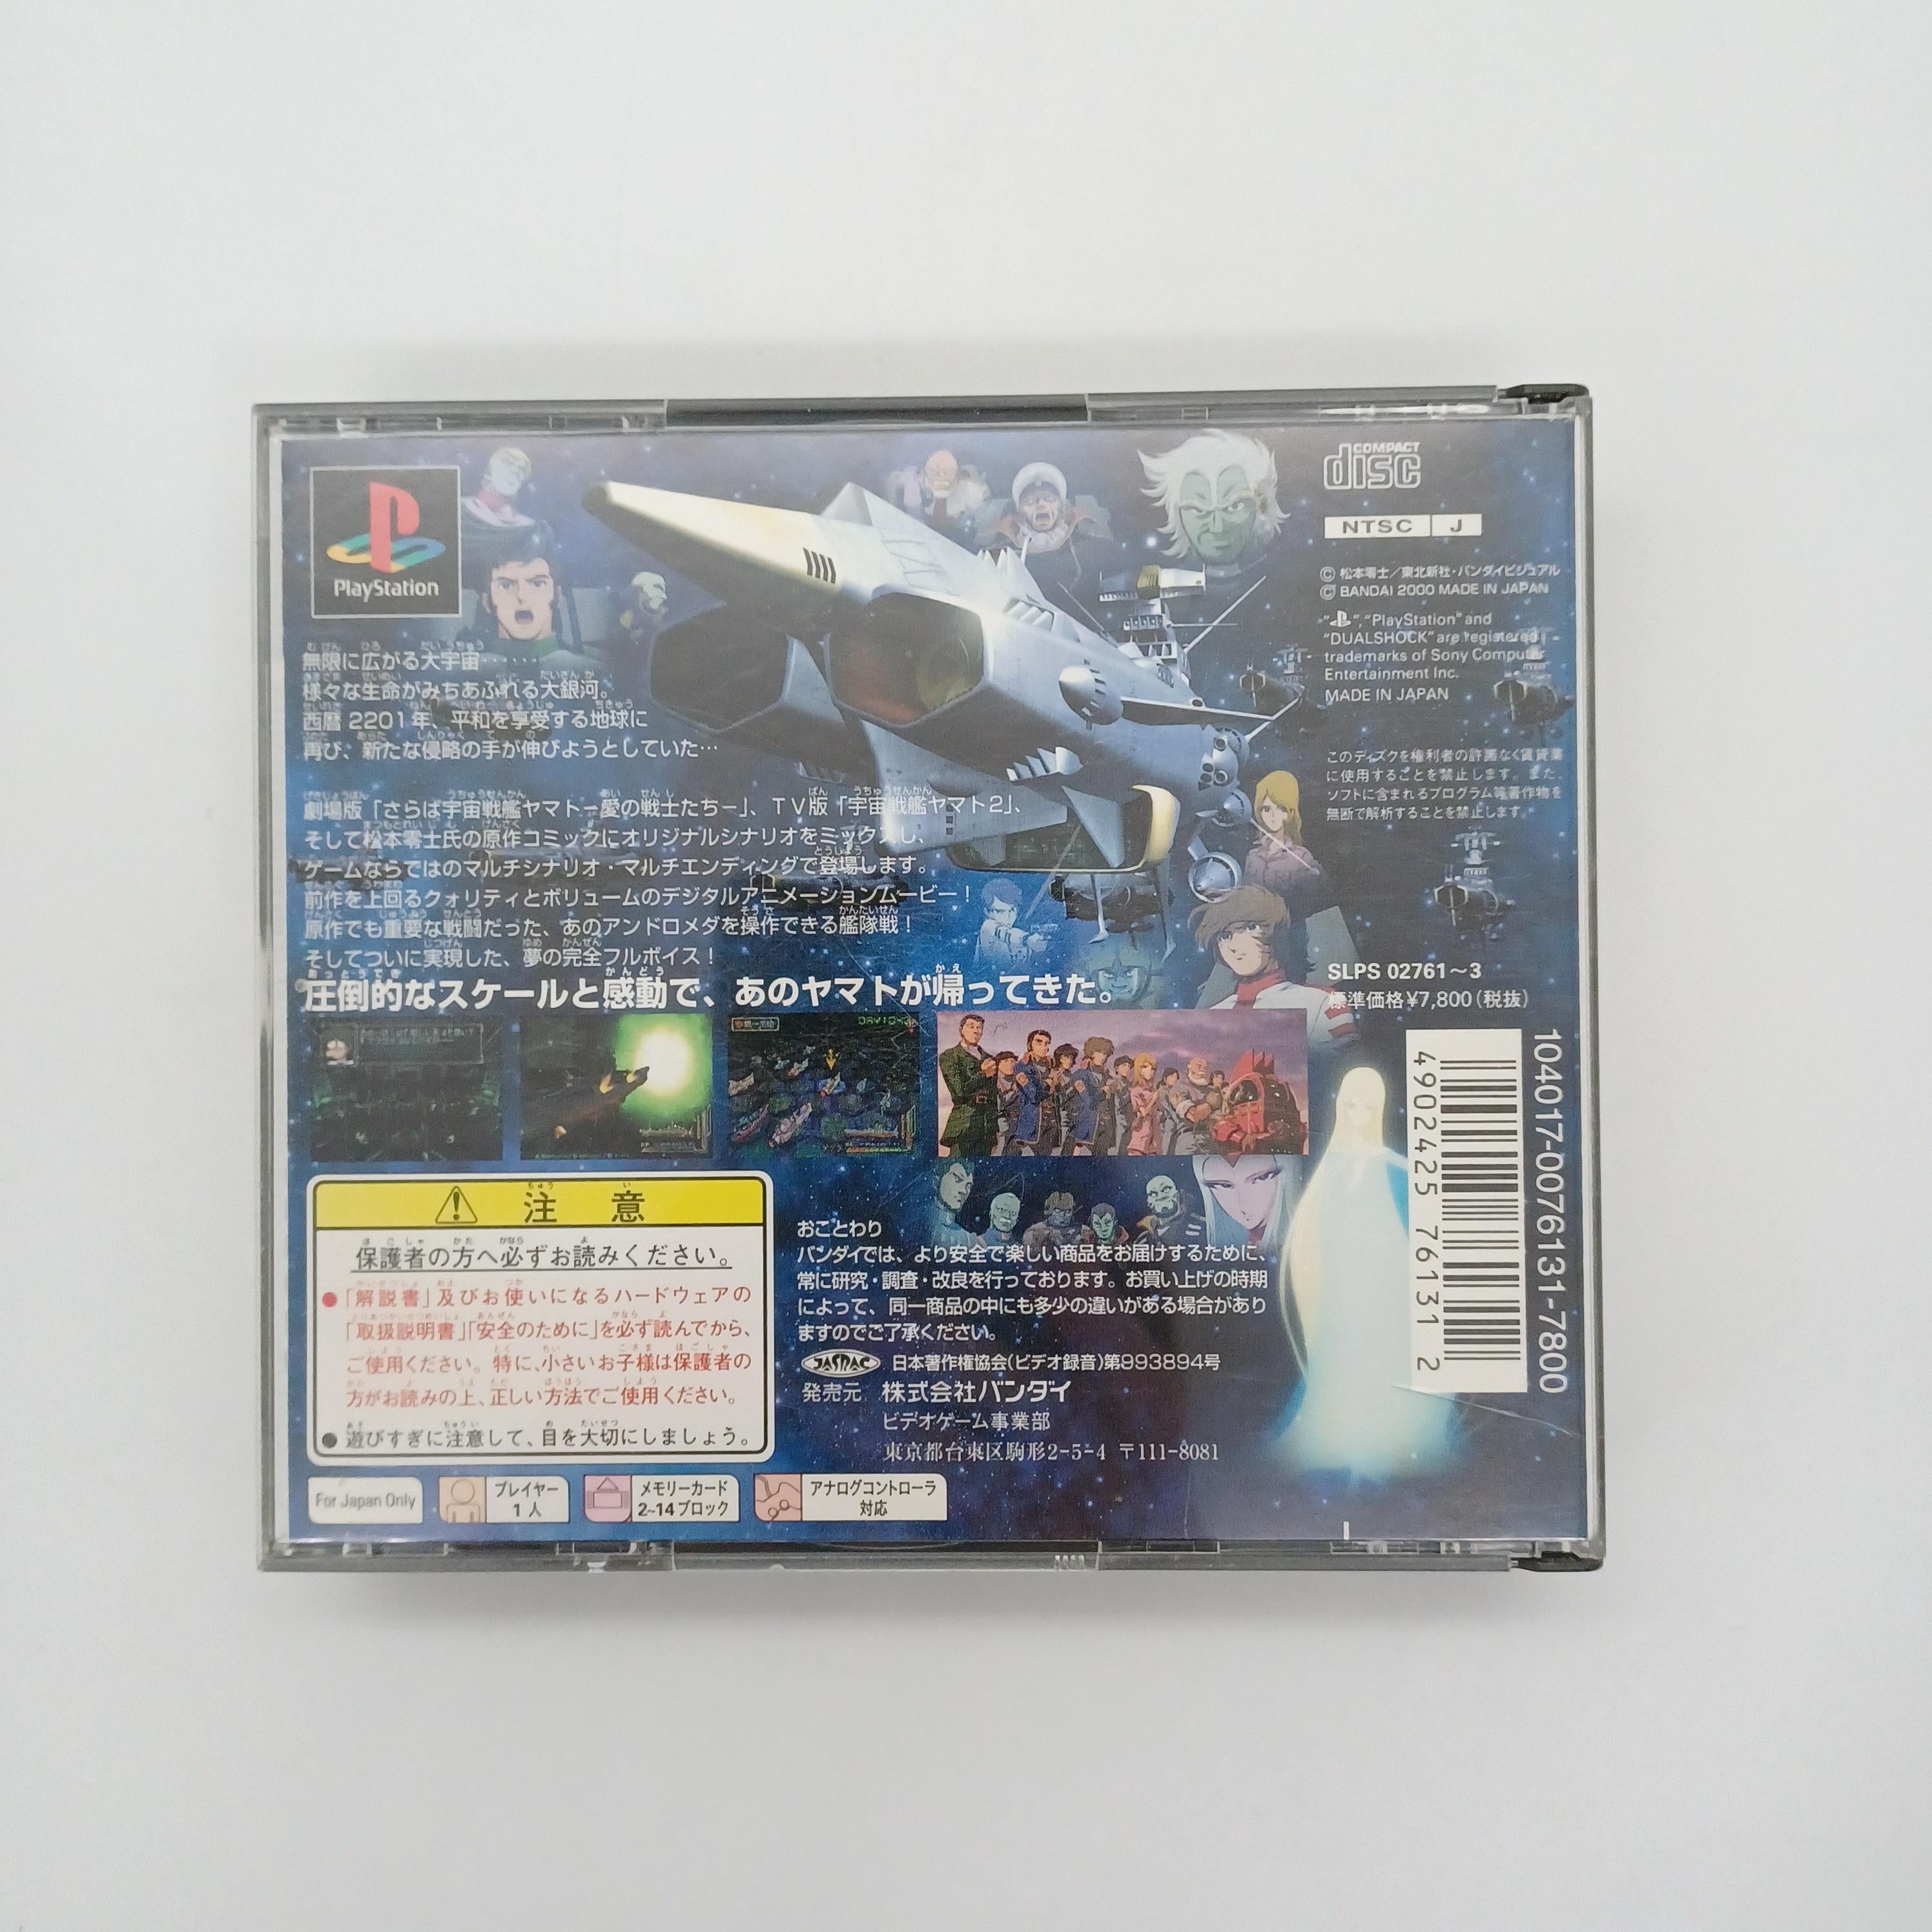 PlayStation
COMPACT
disc
NTSC J
© 松本零士/東北新社・バンダイビジュアル
© BANDAI 2000 MADE IN JAPAN
"PlayStation" and
"DUALSHOCK" are registered
trademarks of Sony Computer
Entertainment Inc.
MADE IN JAPAN
このディスクを権利者の許諾なく賃貸業
に使用することを禁止します。また、
ソフトに含まれるプログラム等著作物を
無断で解析することを禁止します。
無限に広がる大宇宙……
様々な生命がみちあふれる大銀河。
西暦2201年、平和を享受する地球に
再び、新たな侵略の手が伸びようとしていた…
劇場版「さらば宇宙戦艦ヤマト－愛の戦士たち－」、TV版「宇宙戦艦ヤマト2」、
そして松本零士氏の原作コミックにオリジナルシナリオをミックスし、
ゲームならではのマルチシナリオ・マルチエンディングで登場します。
前作を上回るクォリティとボリュームのデジタルアニメーションムービー！
原作でも重要な戦闘だった、あのアンドロメダを操作できる艦隊戦！
そしてついに実現した、夢の完全フルボイス！
圧倒的なスケールと感動で、あのヤマトが帰ってきた。
SLPS 02761～3
標準価格¥7,800(税抜)
4902425 761312
104017-0076131-7800
注意
保護者の方へ必ずお読みください。
●「解説書」及びお使いになるハードウェアの
「取扱説明書」「安全のために」を必ず読んでから、
ご使用ください。特に、小さいお子様は保護者の
方がお読みの上、正しい方法でご使用ください。
●遊びすぎに注意して、目を大切にしましょう。
おことわり
バンダイでは、より安全で楽しい商品をお届けするために、
常に研究・調査・改良を行っております。お買い上げの時期
によって、同一商品の中にも多少の違いがある場合があり
ますのでご了承ください。
JASRAC 日本著作権協会(ビデオ録音)第993894号
発売元 株式会社バンダイ
ビデオゲーム事業部
東京都台東区駒形2-5-4 〒111-8081
For Japan Only
プレイヤー
1人
メモリーカード
2~14ブロック
アナログコントローラ
対応